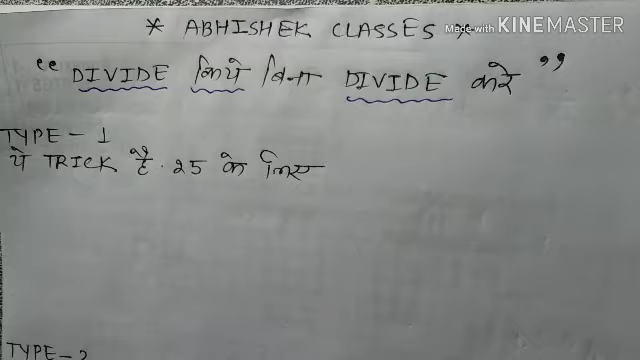 Made with KINEMASTER
* ABHISHEK CLASSES *
“ DIVIDE किये बिना DIVIDE करे ”
TYPE - 1
ये TRICK है . 25 के लिए
TYPE - 2